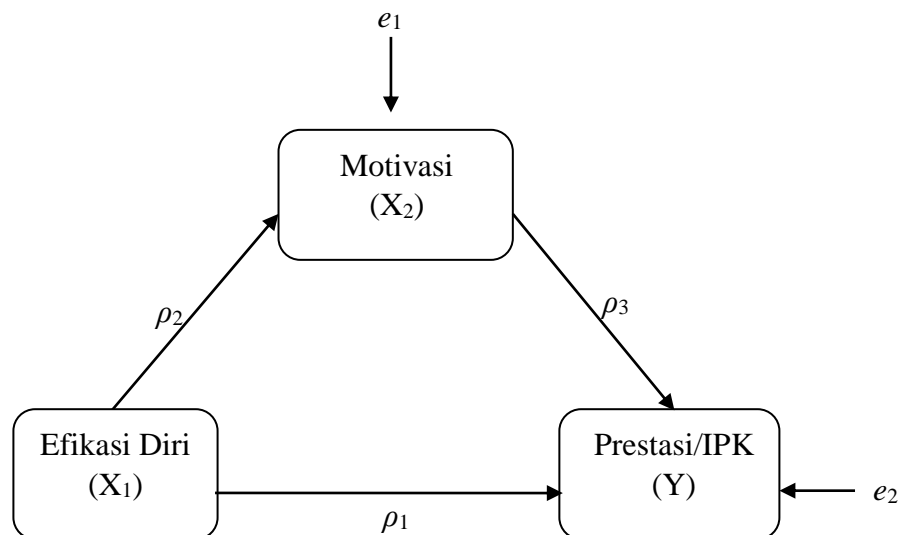 e₁
Motivasi
(X₂)
ρ₂
ρ₃
Efikasi Diri
(X₁)
Prestasi/IPK
(Y)
ρ₁
e₂